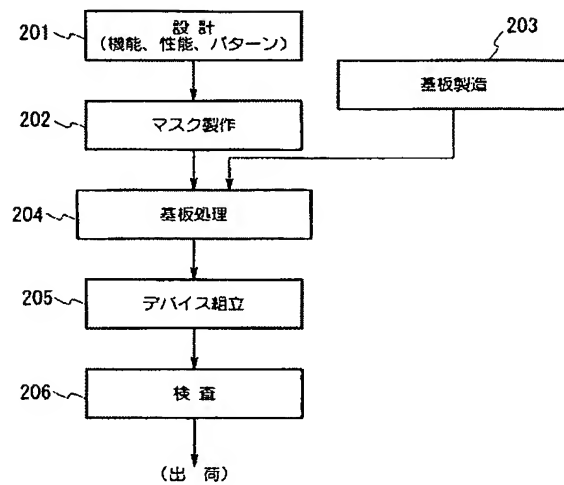 201
設 計
(機能、性能、パターン)
203
基板製造
202
マスク製作
204
基板処理
205
デバイス組立
206
検 査
(出 荷)